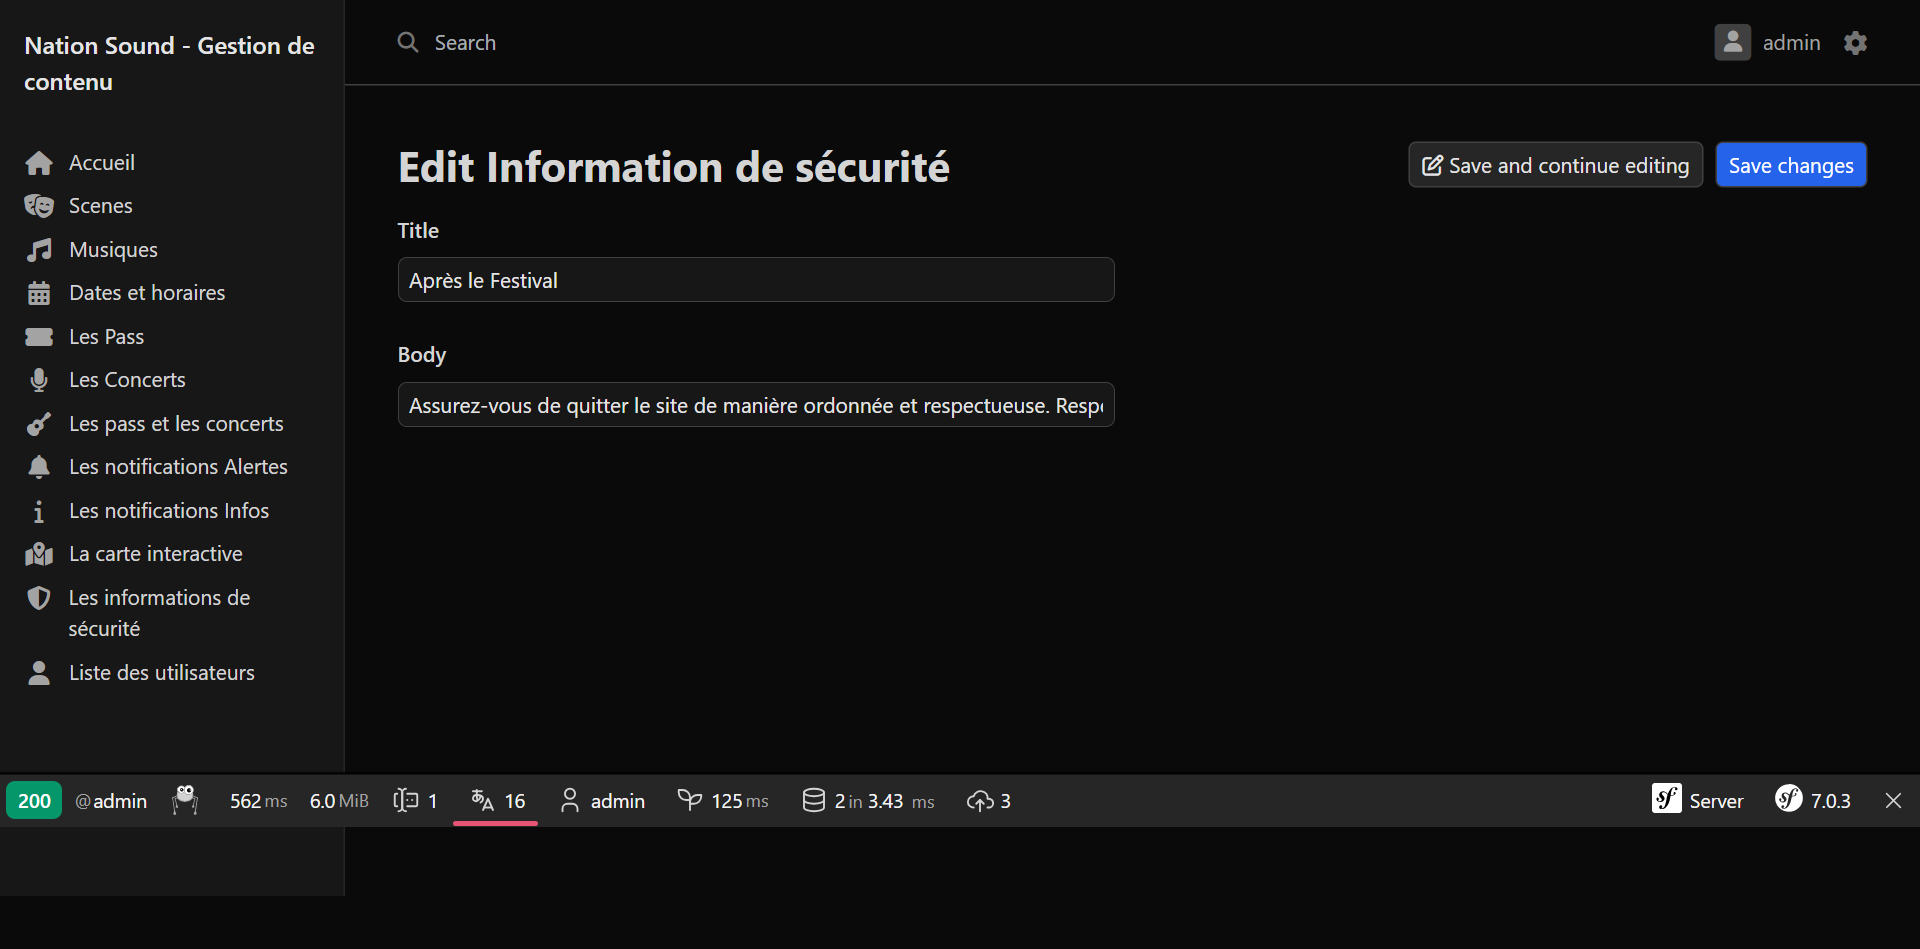 Nation Sound - Gestion de
contenu
Accueil
Scenes
Musiques
Dates et horaires
Les Pass
Les Concerts
Les pass et les concerts
Les notifications Alertes
Les notifications Infos
La carte interactive
Les informations de
sécurité
Liste des utilisateurs
Search
admin
Edit Information de sécurité
Save and continue editing
Save changes
Title
Après le Festival
Body
Assurez-vous de quitter le site de manière ordonnée et respectueuse. Resp
200 @admin 562 ms 6.0 MiB 1 16 admin 125 ms 2 in 3.43 ms 3 Server 7.0.3